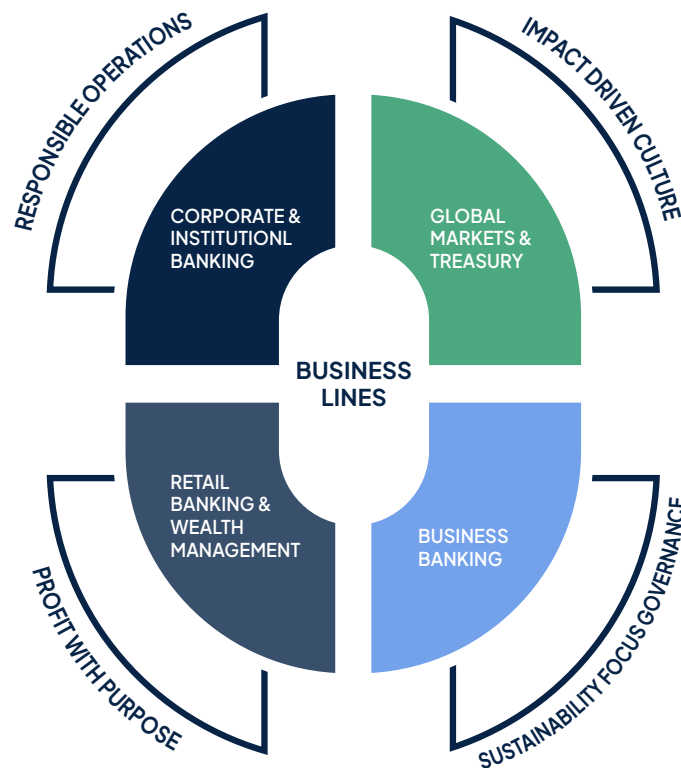 RESPONSIBLE OPERATIONS
IMPACT DRIVEN CULTURE
CORPORATE &
INSTITUTIONL
BANKING
GLOBAL
MARKETS &
TREASURY
BUSINESS
LINES
RETAIL
BANKING &
WEALTH
MANAGEMENT
BUSINESS
BANKING
PROFIT WITH PURPOSE
SUSTAINABILITY FOCUS GOVERNANCE